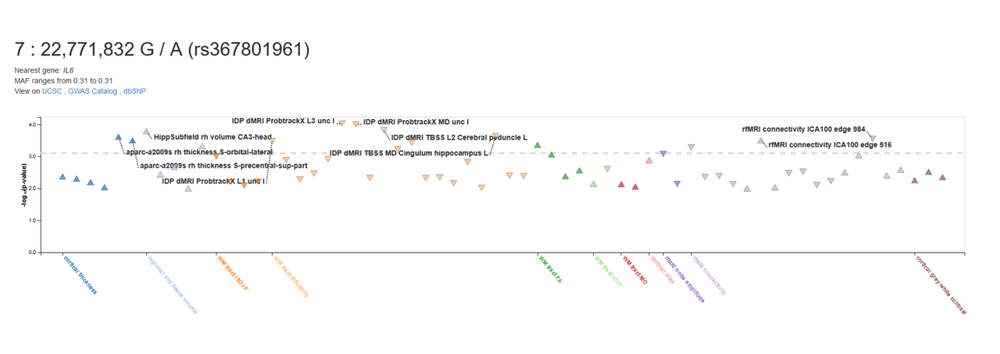 7 : 22,771,832 G / A (rs367801961)
Nearest gene: IL6
MAF ranges from 0.31 to 0.31
View on UCSC , GWAS Catalog , dbSNP
-log₁₀(p-value)
4.0
3.0
2.0
1.0
0.0
IDP dMRI ProbtrackX L3 unc l
IDP dMRI ProbtrackX MD unc l
HippSubfield rh volume CA3-head
IDP dMRI TBSS L2 Cerebral peduncle L
aparc-a2009s rh thickness S-orbital-lateral
IDP dMRI TBSS MD Cingulum hippocampus L
aparc-a2009s rh thickness S-precentral-sup-part
IDP dMRI ProbtrackX L1 unc l
rfMRI connectivity ICA100 edge 984
rfMRI connectivity ICA100 edge 516
cortical thickness
regional and tissue volume
WM tract ISOVF
WM tract diffusivity
WM tract FA
WM tract ICVF
WM tract MO
cortical area
rfMRI node amplitude
rfMRI connectivity
cortical grey-white contrast